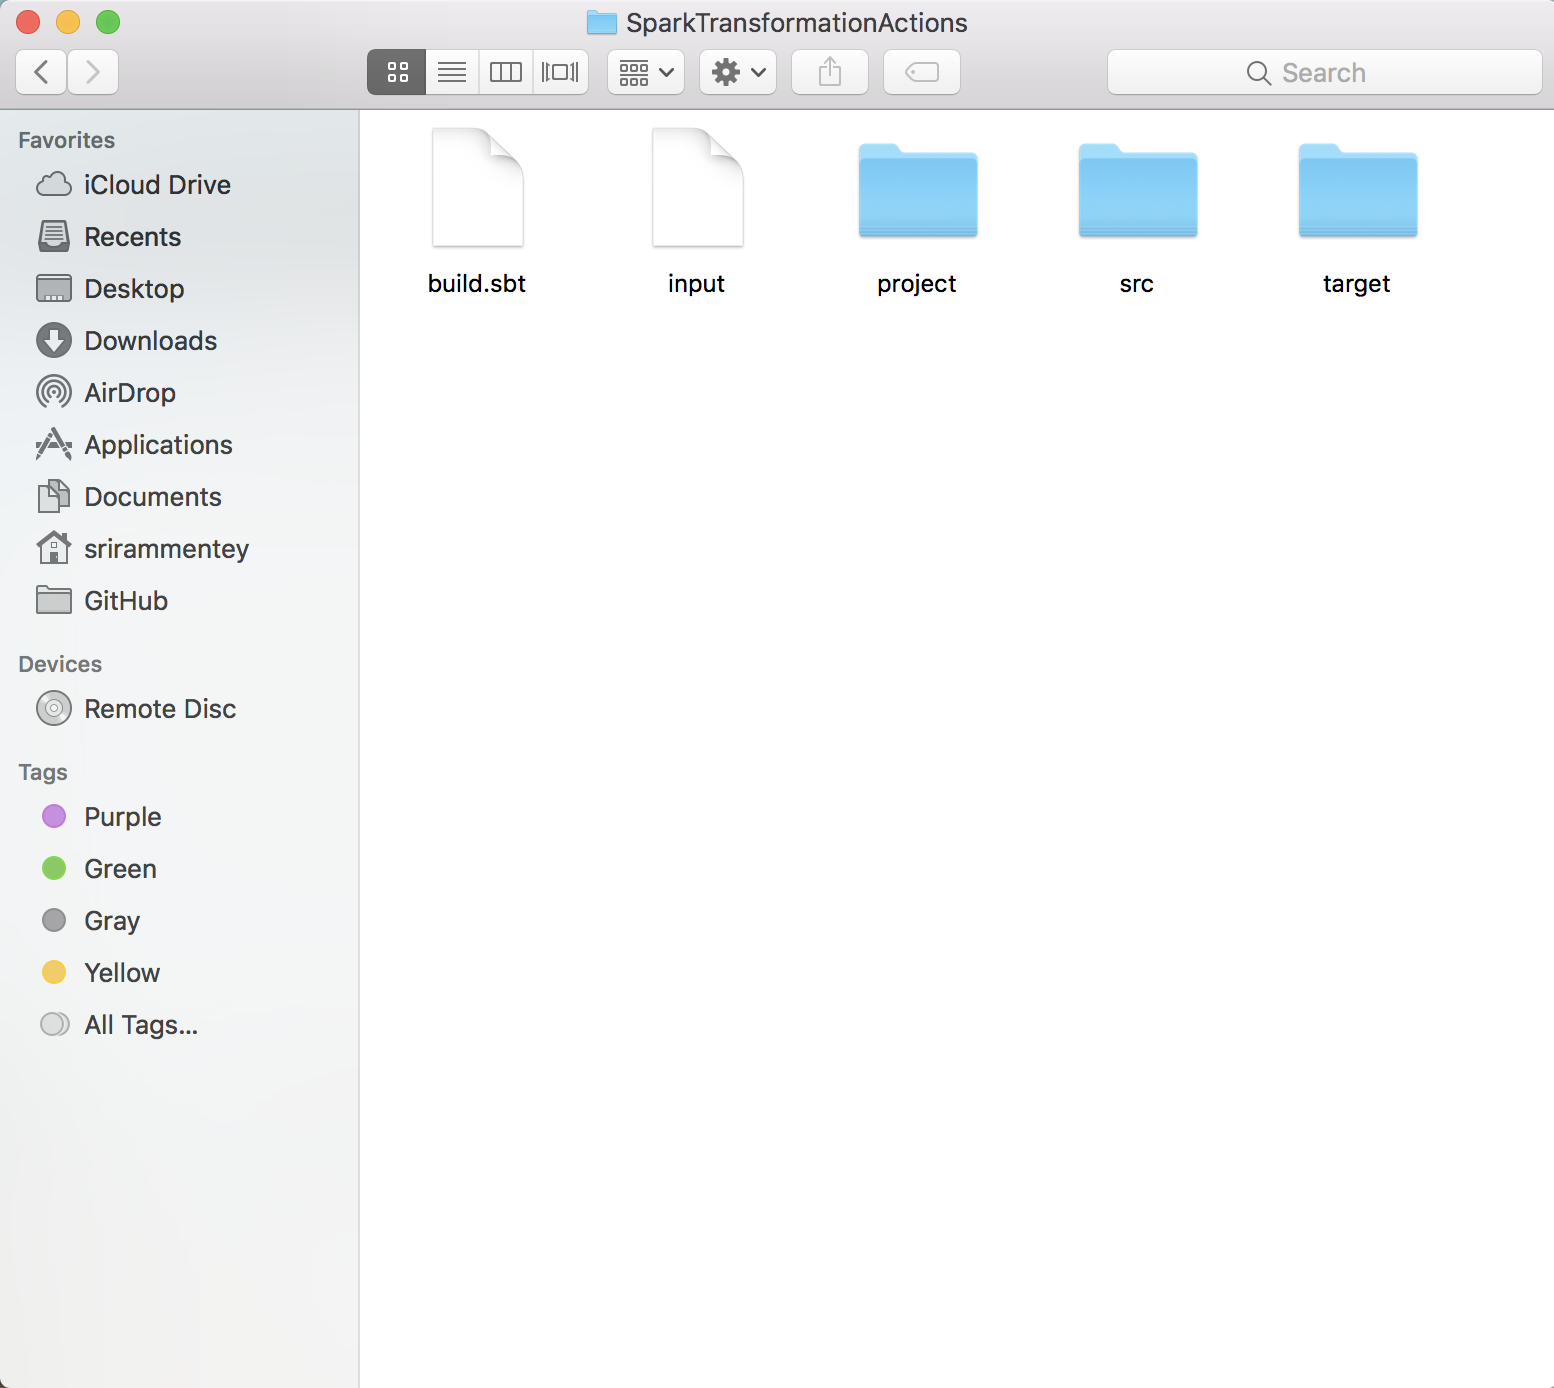 SparkTransformationActions
Search
Favorites
iCloud Drive
Recents
Desktop
Downloads
AirDrop
Applications
Documents
srirammentey
GitHub
Devices
Remote Disc
Tags
Purple
Green
Gray
Yellow
All Tags...
build.sbt
input
project
src
target